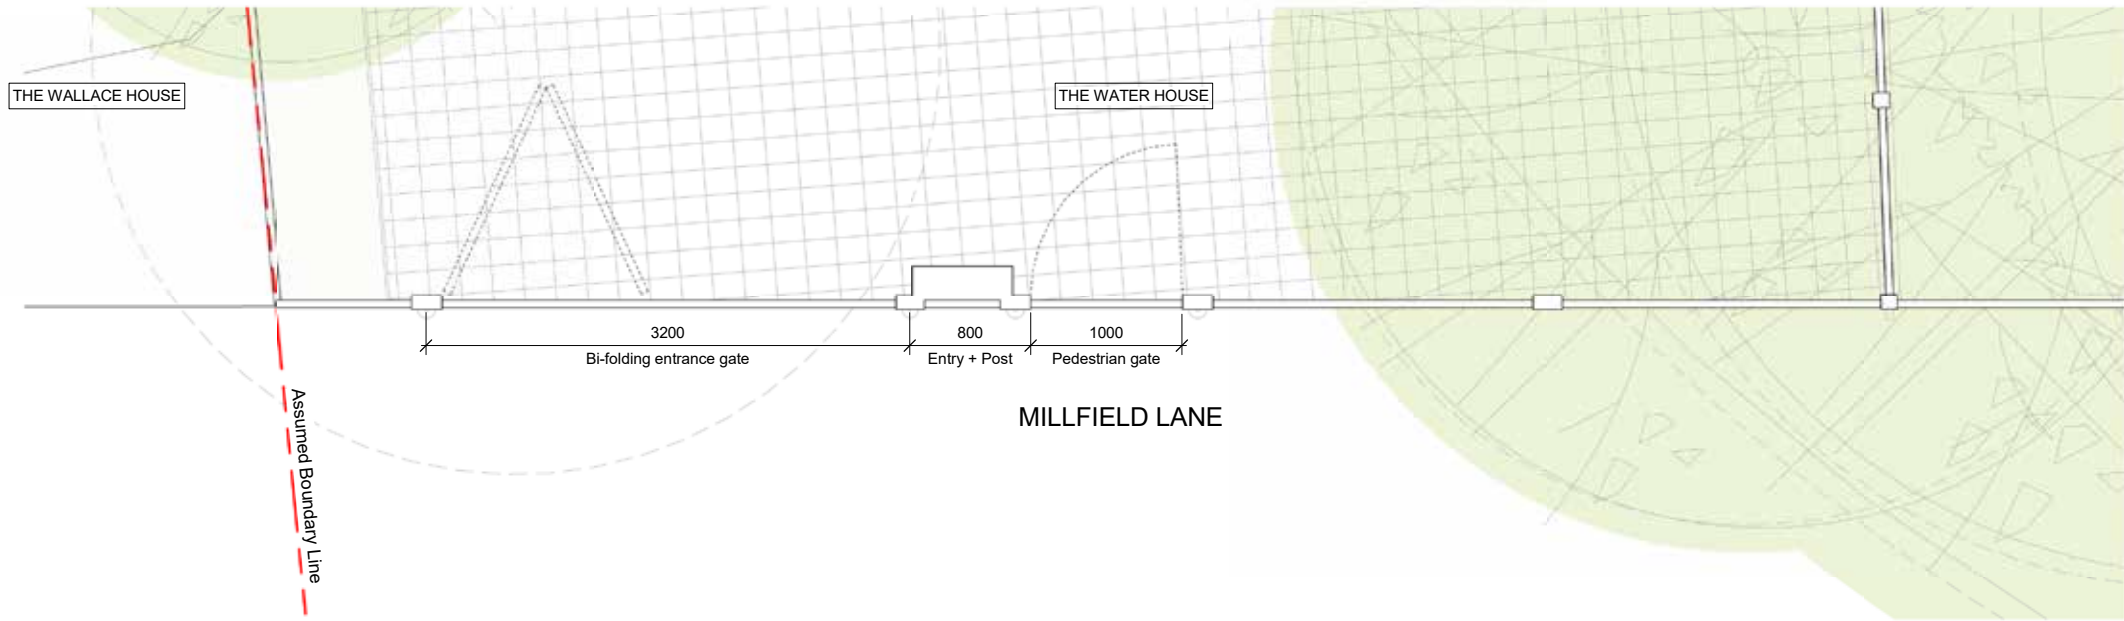 THE WALLACE HOUSE
THE WATER HOUSE
3200
800
1000
Bi-folding entrance gate
Entry + Post
Pedestrian gate
MILLFIELD LANE
Assumed Boundary Line